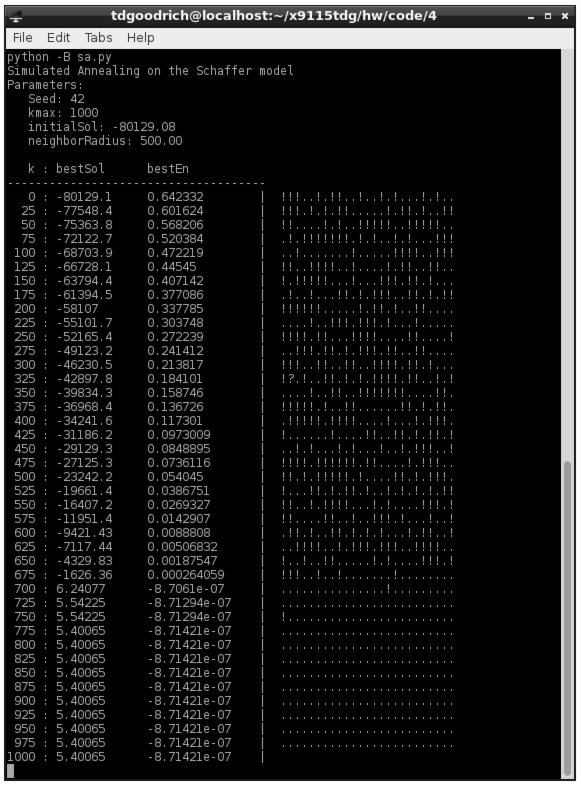 tdgoodrich@localhost:~/x9115tdg/hw/code/4
File Edit Tabs Help
python -B sa.py
Simulated Annealing on the Schaffer model
Parameters:
Seed: 42
kmax: 1000
initialSol: -80129.08
neighborRadius: 500.00
k : bestSol bestEn
-----------------------------------
0 : -80129.1 0.642332 |
25 : -77548.4 0.601624 |
50 : -75363.8 0.568206 |
75 : -72122.7 0.520384 |
100 : -68703.9 0.472219 |
125 : -66728.1 0.44545 |
150 : -63794.4 0.407142 |
175 : -61394.5 0.377086 |
200 : -58107 0.337785 |
225 : -55101.7 0.303748 |
250 : -52165.4 0.272239 |
275 : -49123.2 0.241412 |
300 : -46230.5 0.213817 |
325 : -42897.8 0.184101 |
350 : -39834.3 0.158746 |
375 : -36968.4 0.136726 |
400 : -34241.6 0.117301 |
425 : -31186.2 0.0973009 |
450 : -29129.3 0.0848895 |
475 : -27125.3 0.0736116 |
500 : -23242.2 0.054045 |
525 : -19661.4 0.0386751 |
550 : -16407.2 0.0269327 |
575 : -11951.4 0.0142907 |
600 : -9421.43 0.0088808 |
625 : -7117.44 0.00506832 |
650 : -4329.83 0.00187547 |
675 : -1626.36 0.000264059 | !!!..!..!.......!........
700 : 6.24077 -8.7061e-07 | ...............!.........
725 : 5.54225 -8.71294e-07 | .........................
750 : 5.54225 -8.71294e-07 | !........................
775 : 5.40065 -8.71421e-07 | .........................
800 : 5.40065 -8.71421e-07 | .........................
825 : 5.40065 -8.71421e-07 | .........................
850 : 5.40065 -8.71421e-07 | .........................
875 : 5.40065 -8.71421e-07 | .........................
900 : 5.40065 -8.71421e-07 | .........................
925 : 5.40065 -8.71421e-07 | .........................
950 : 5.40065 -8.71421e-07 | .........................
975 : 5.40065 -8.71421e-07 | .........................
1000 : 5.40065 -8.71421e-07 |